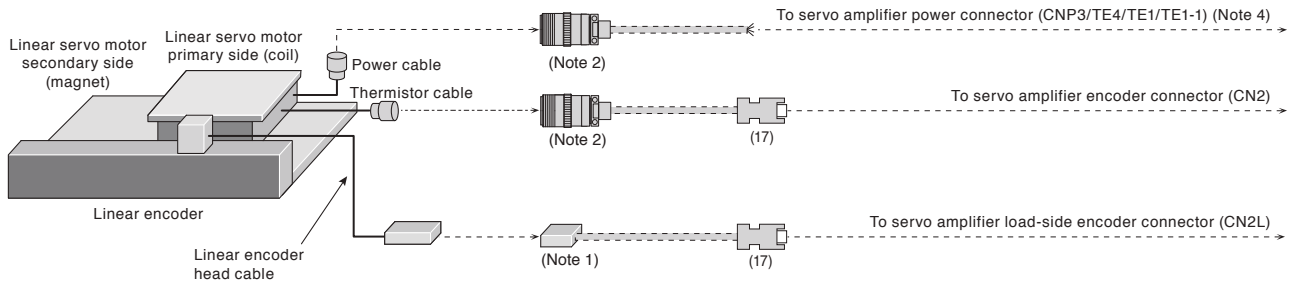 To servo amplifier power connector (CNP3/TE4/TE1/TE1-1) (Note 4)
Linear servo motor
secondary side
(magnet)
Linear servo motor
primary side (coil)
Power cable
(Note 2)
Thermistor cable
To servo amplifier encoder connector (CN2)
(Note 2)
(17)
Linear encoder
To servo amplifier load-side encoder connector (CN2L)
Linear encoder
head cable
(Note 1)
(17)